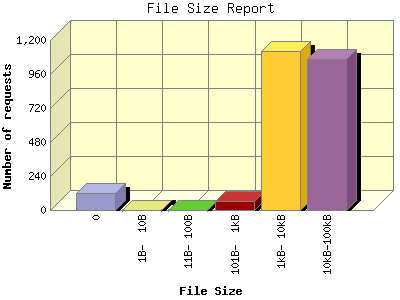 File Size Report
Number of requests
1,200
960
720
480
240
0
0
1B- 10B
11B- 100B
101B- 1kB
1kB- 10kB
10kB-100kB
File Size